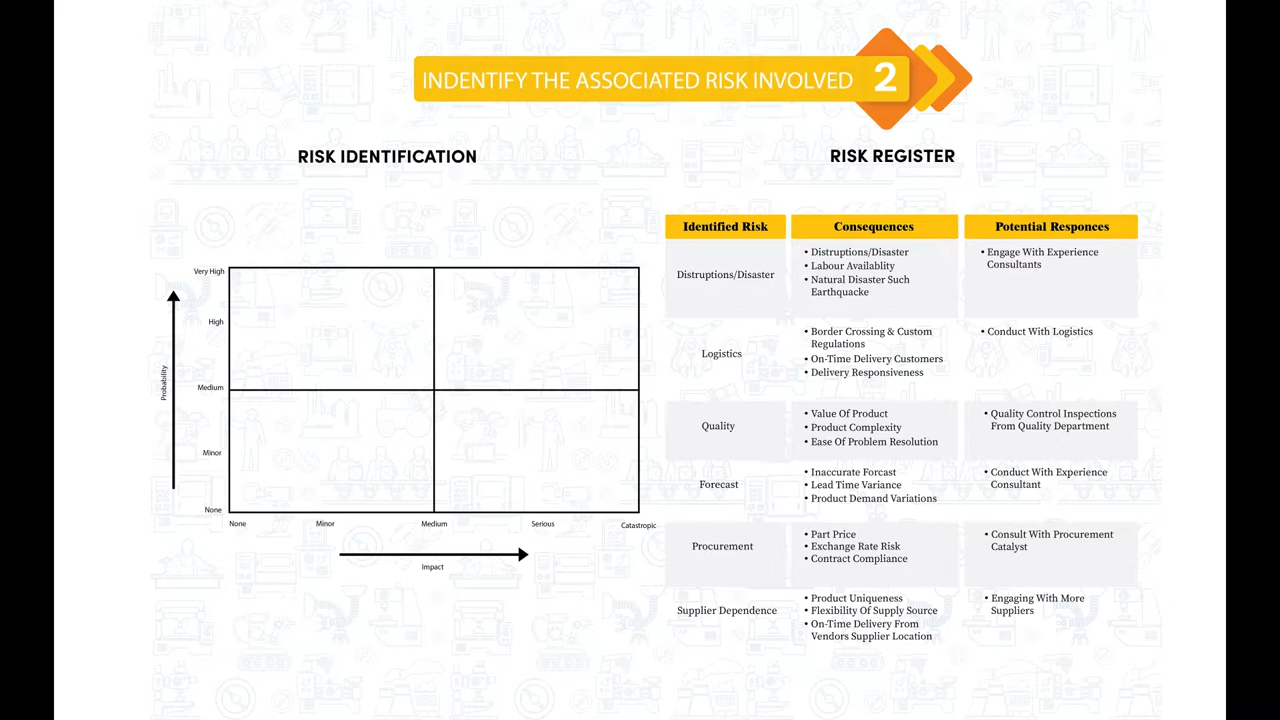 INDENTIFY THE ASSOCIATED RISK INVOLVED
2
RISK IDENTIFICATION
Very High
High
Medium
Minor
None
Probability
None
Minor
Medium
Serious
Catastropic
Impact
RISK REGISTER
Identified Risk
Consequences
Potential Responces
Distruptions/Disaster
• Distruptions/Disaster
• Labour Availablity
• Natural Disaster Such
Earthquacke
• Engage With Experience
Consultants
Logistics
• Border Crossing & Custom
Regulations
• On-Time Delivery Customers
• Delivery Responsiveness
• Conduct With Logistics
Quality
• Value Of Product
• Product Complexity
• Ease Of Problem Resolution
• Quality Control Inspections
From Quality Department
Forecast
• Inaccurate Forcast
• Lead Time Variance
• Product Demand Variations
• Conduct With Experience
Consultant
Procurement
• Part Price
• Exchange Rate Risk
• Contract Compliance
• Consult With Procurement
Catalyst
Supplier Dependence
• Product Uniqueness
• Flexibility Of Supply Source
• On-Time Delivery From
Vendors Supplier Location
• Engaging With More
Suppliers